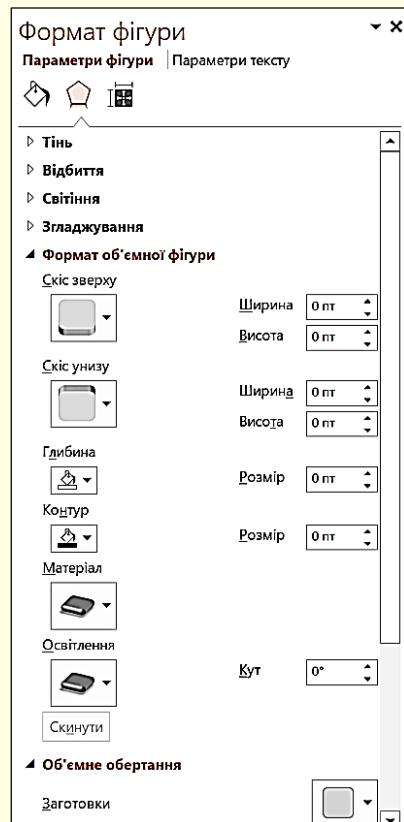 Формат фігури
Параметри фігури Параметри тексту
Тінь
Відбиття
Світіння
Згладжування
Формат об'ємної фігури
Скіс зверху
Ширина 0 пт
Висота 0 пт
Скіс унизу
Ширина 0 пт
Висота 0 пт
Глибина
Розмір 0 пт
Контур
Розмір 0 пт
Матеріал
Освітлення
Кут 0°
Скинути
Об'ємне обертання
Заготовки